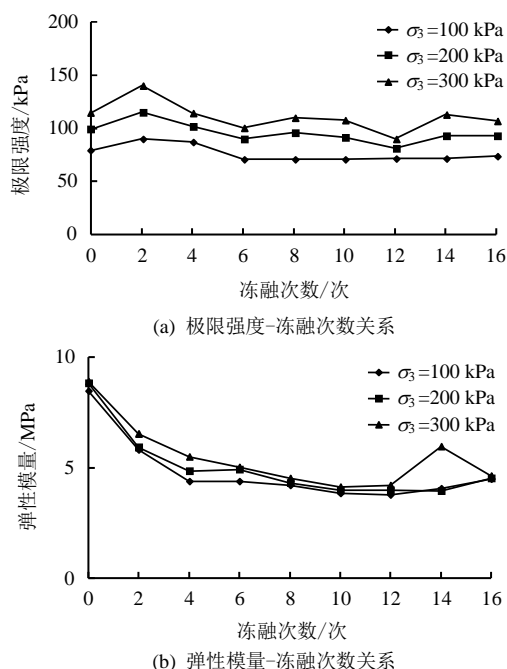 200
150
100
50
0
极限强度/kPa
σ3=100 kPa
σ3=200 kPa
σ3=300 kPa
0 2 4 6 8 10 12 14 16
冻融次数/次
(a) 极限强度-冻融次数关系
10
5
0
弹性模量/MPa
σ3=100 kPa
σ3=200 kPa
σ3=300 kPa
0 2 4 6 8 10 12 14 16
冻融次数/次
(b) 弹性模量-冻融次数关系